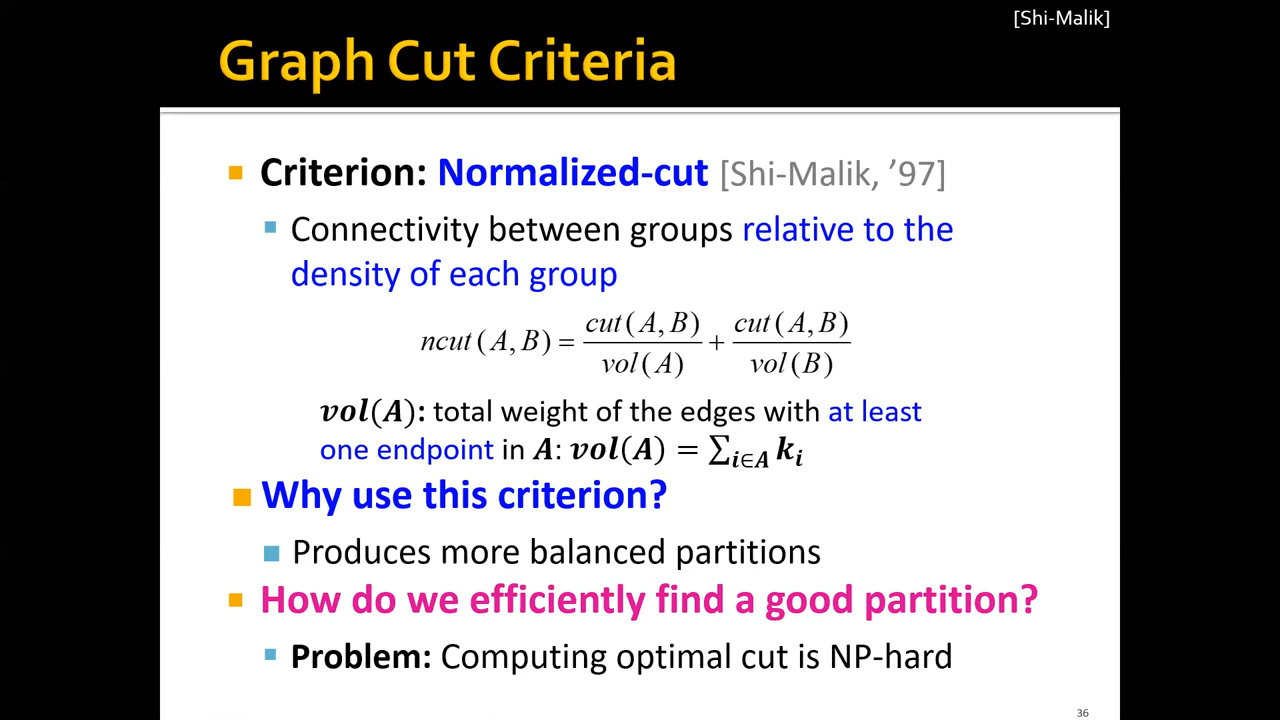 [Shi-Malik]
Graph Cut Criteria
Criterion: Normalized-cut [Shi-Malik, ’97]
Connectivity between groups relative to the
density of each group
ncut(A,B) = cut(A,B)/vol(A) + cut(A,B)/vol(B)
vol(A): total weight of the edges with at least
one endpoint in A: vol(A) = ∑_{i∈A} k_i
Why use this criterion?
Produces more balanced partitions
How do we efficiently find a good partition?
Problem: Computing optimal cut is NP-hard
36